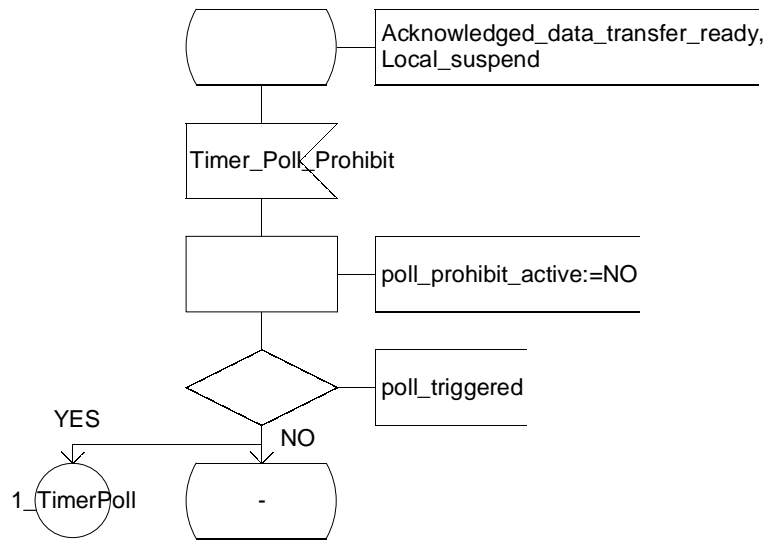 Acknowledged_data_transfer_ready,
Local_suspend
Timer_Poll_Prohibit
poll_prohibit_active:=NO
poll_triggered
YES
NO
1_TimerPoll
-